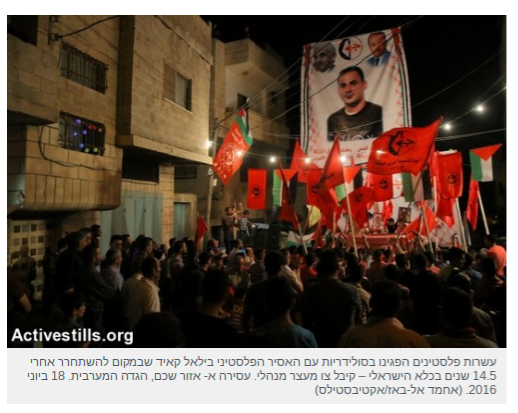 Activestills.org
עשרות פלסטינים הפגינו בסולידריות עם האסיר הפלסטיני בילאל קאיד שבמקום להשתחרר אחרי
14.5 שנים בכלא הישראלי – קיבל צו מעצר מנהלי. עסירה א- אזור שכם, הגדה המערבית. 18 ביוני
2016. (אחמד אל-באז/אקטיבסטילס)